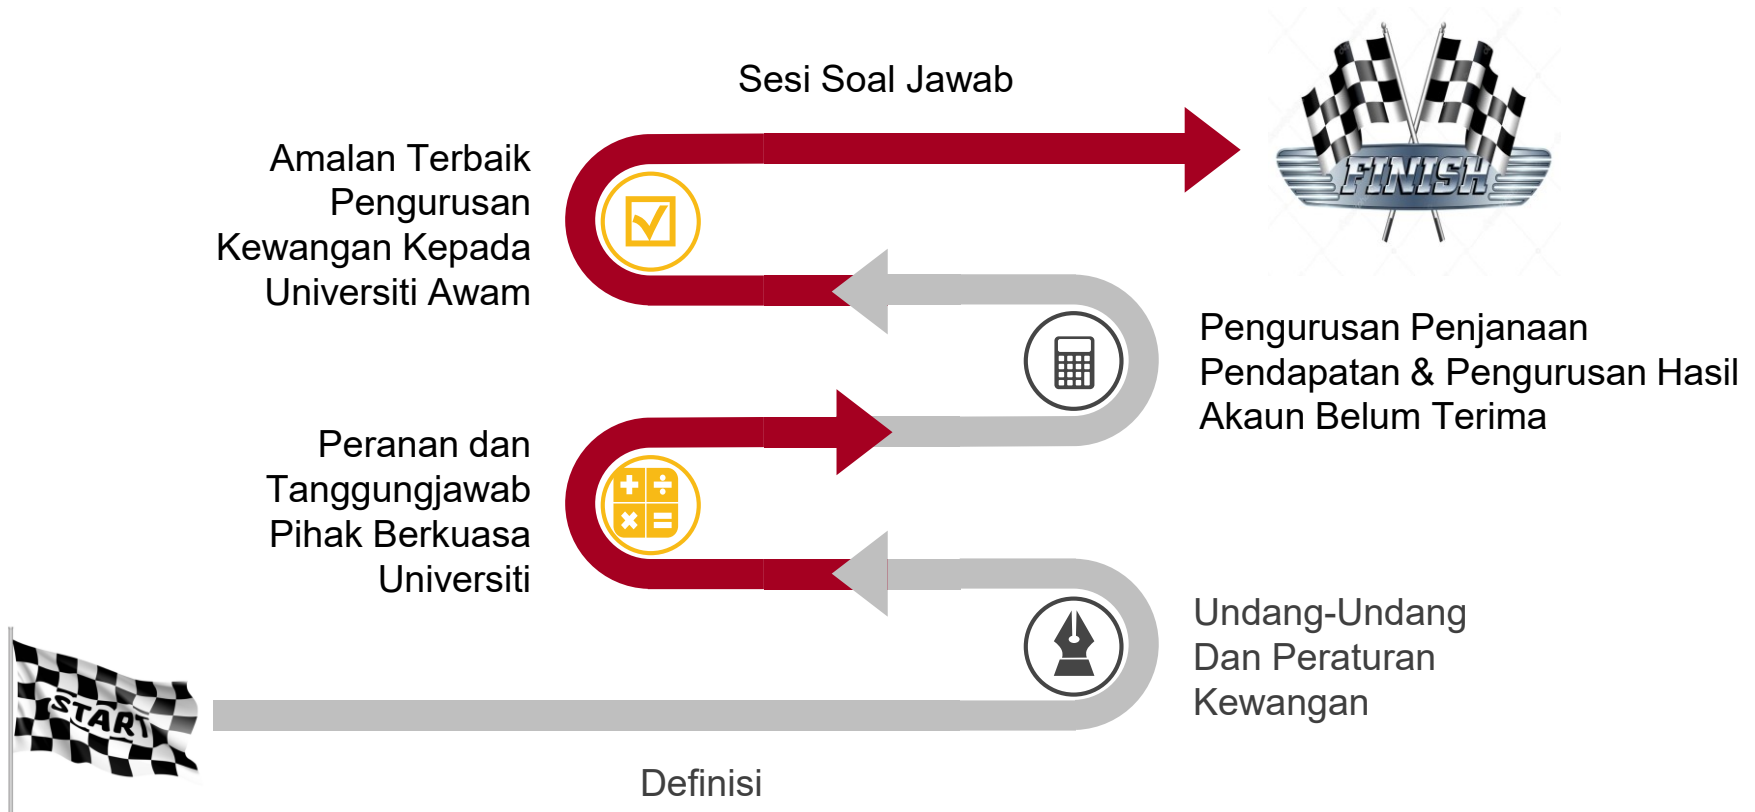 Sesi Soal Jawab
FINISH
Amalan Terbaik
Pengurusan
Kewangan Kepada
Universiti Awam
Pengurusan Penjanaan
Pendapatan & Pengurusan Hasil
Akaun Belum Terima
Peranan dan
Tanggungjawab
Pihak Berkuasa
Universiti
Undang-Undang
Dan Peraturan
Kewangan
START
Definisi